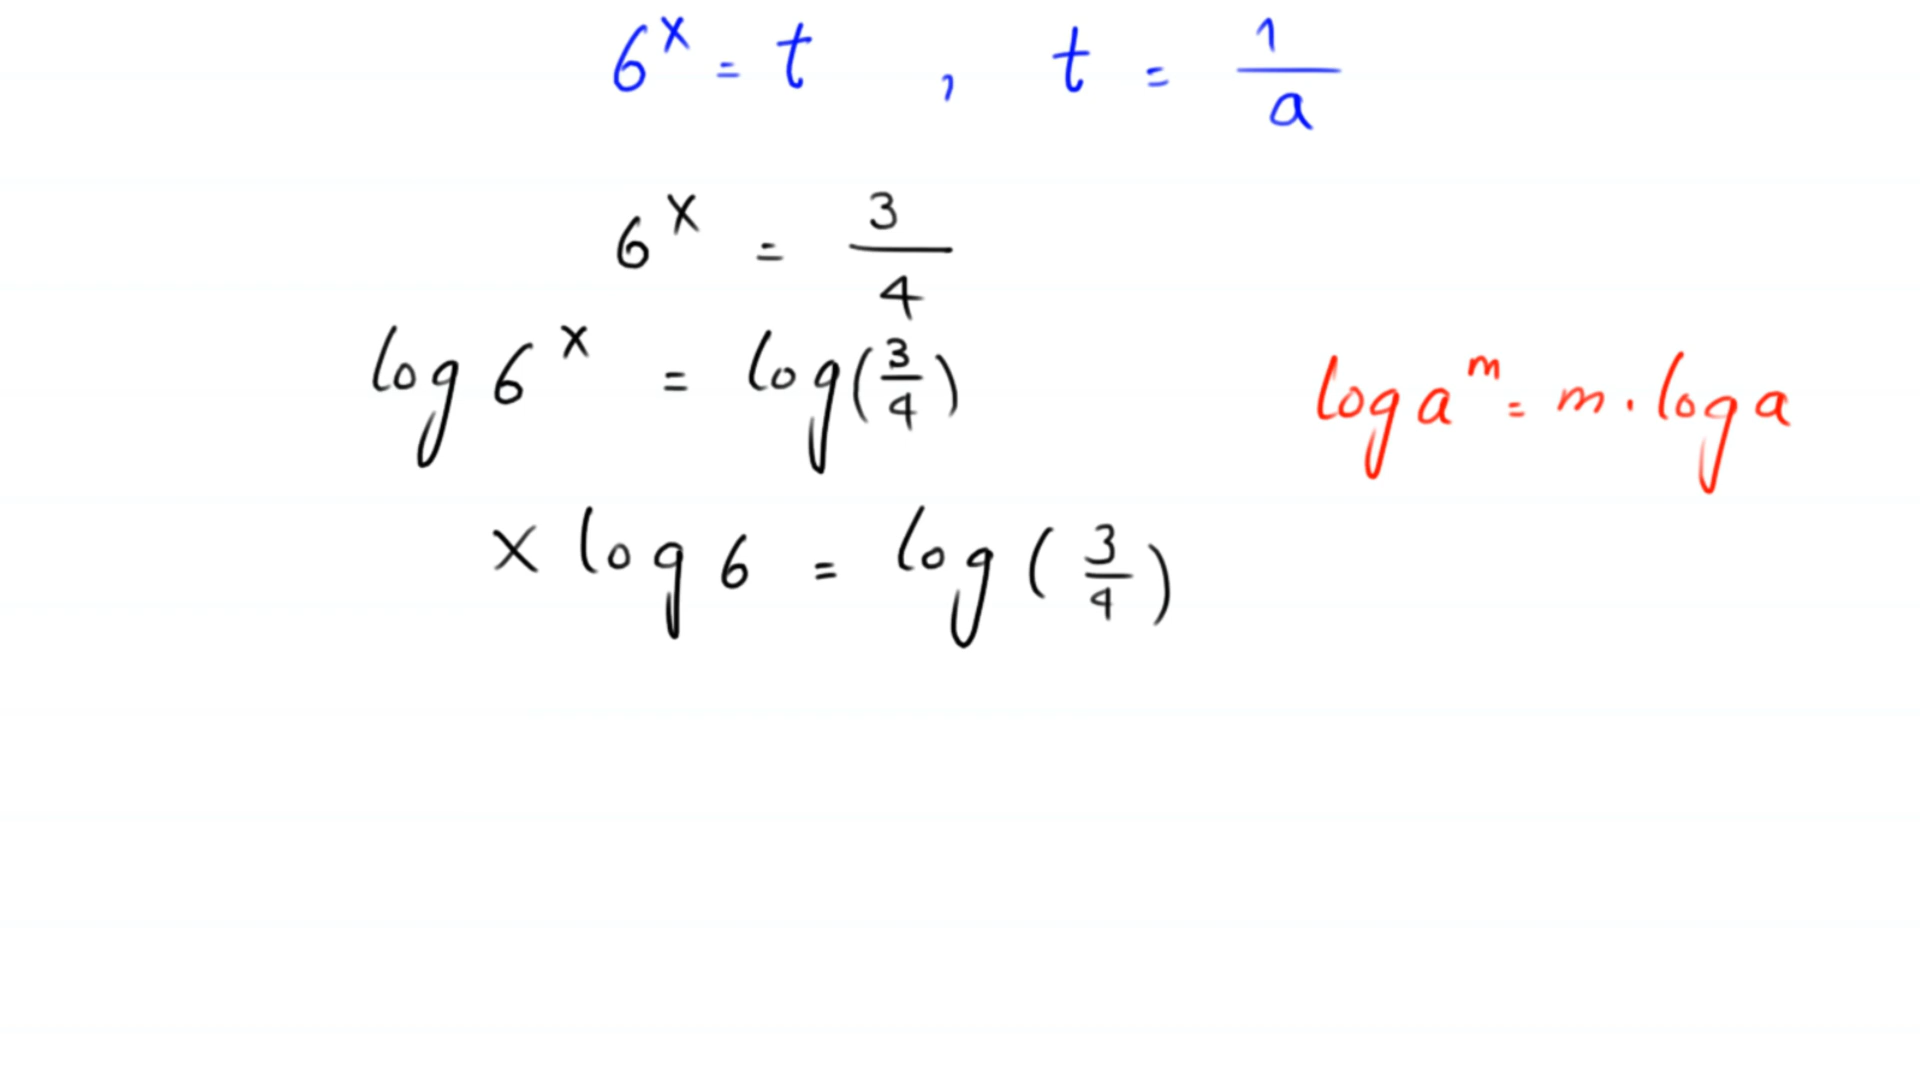 6^x = t , t = 1/a
6^x = 3/4
log 6^x = log(3/4)
log a^m = m · log a
x log 6 = log(3/4)